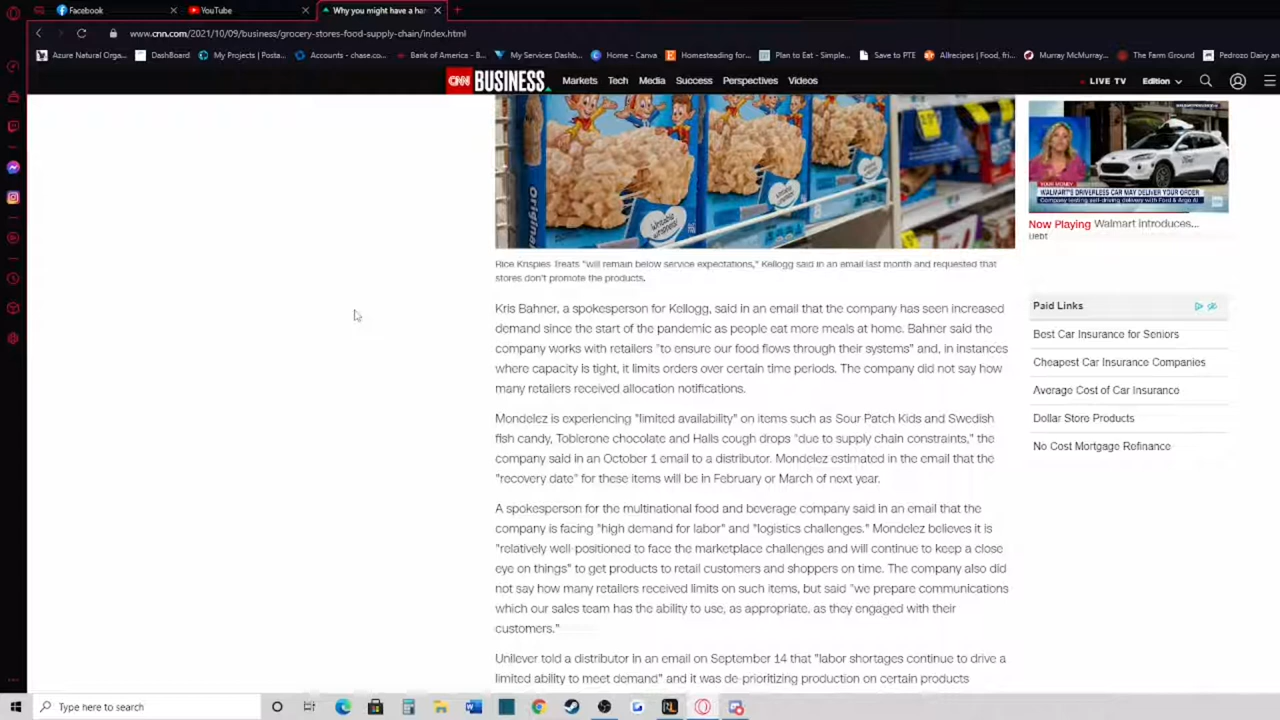 Facebook
YouTube
Why you might have a har
www.cnn.com/2021/10/09/business/grocery-stores-food-supply-chain/index.html
Azure Natural Orga...
DashBoard
My Projects | Posta...
Accounts - chase.co...
Bank of America - B...
My Services Dashb...
Home - Canva
Homesteading for...
Plan to Eat - Simple...
Save to PTE
Allrecipes | Food, fri...
Murray McMurray...
The Farm Ground
Pedrozo Dairy and
CNN BUSINESS
Markets
Tech
Media
Success
Perspectives
Videos
LIVE TV
Edition
Original
YOUR MONEY
WALMART'S DRIVERLESS CAR MAY DELIVER YOUR ORDER
Company testing self-driving delivery with Ford & Argo AI
Now Playing Walmart introduces...
Debt
Rice Krispies Treats "will remain below service expectations," Kellogg said in an email last month and requested that
stores don't promote the products.
Kris Bahner, a spokesperson for Kellogg, said in an email that the company has seen increased
demand since the start of the pandemic as people eat more meals at home. Bahner said the
company works with retailers "to ensure our food flows through their systems" and, in instances
where capacity is tight, it limits orders over certain time periods. The company did not say how
many retailers received allocation notifications.
Mondelez is experiencing "limited availability" on items such as Sour Patch Kids and Swedish
fish candy, Toblerone chocolate and Halls cough drops "due to supply chain constraints," the
company said in an October 1 email to a distributor. Mondelez estimated in the email that the
"recovery date" for these items will be in February or March of next year.
A spokesperson for the multinational food and beverage company said in an email that the
company is facing "high demand for labor" and "logistics challenges." Mondelez believes it is
"relatively well-positioned to face the marketplace challenges and will continue to keep a close
eye on things" to get products to retail customers and shoppers on time. The company also did
not say how many retailers received limits on such items, but said "we prepare communications
which our sales team has the ability to use, as appropriate, as they engaged with their
customers."
Unilever told a distributor in an email on September 14 that "labor shortages continue to drive a
limited ability to meet demand" and it was de-prioritizing production on certain products
Paid Links
Best Car Insurance for Seniors
Cheapest Car Insurance Companies
Average Cost of Car Insurance
Dollar Store Products
No Cost Mortgage Refinance
Type here to search